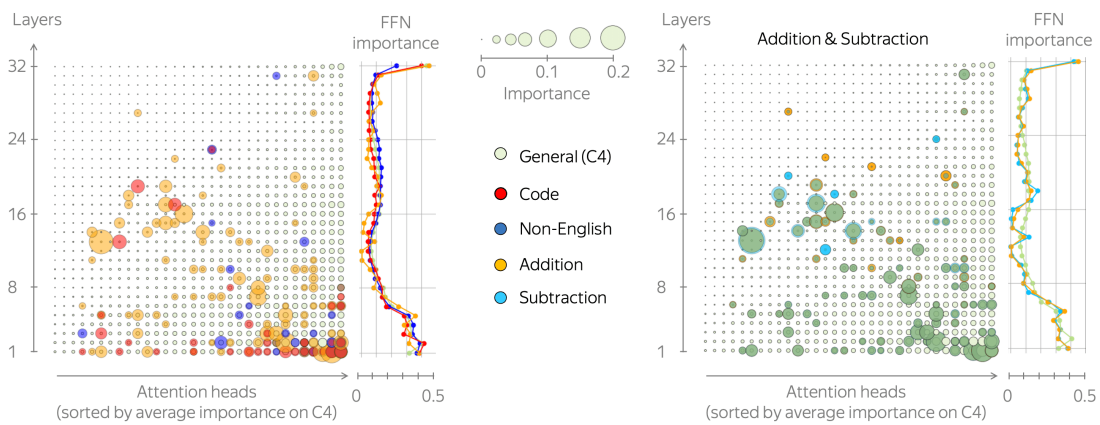 Layers
FFN
importance
32
24
16
8
1
Attention heads
(sorted by average importance on C4)
0
0.5
0
0.1
0.2
Importance
General (C4)
Code
Non-English
Addition
Subtraction
Layers
Addition & Subtraction
FFN
importance
32
24
16
8
1
Attention heads
(sorted by average importance on C4)
0
0.5